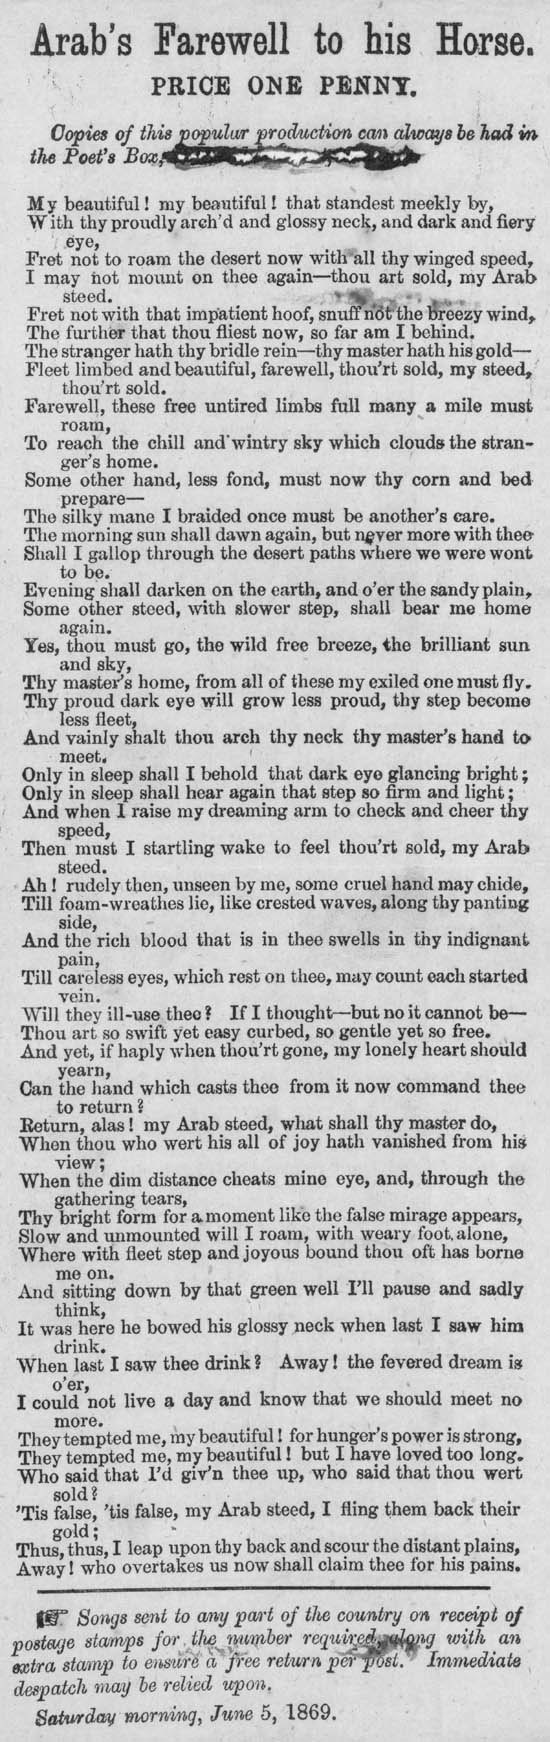 Arab's Farewell to his Horse.
PRICE ONE PENNY.
Copies of this popular production can always be had in
the Poet's Box,
My beautiful! my beautiful! that standest meekly by,
With thy proudly arch'd and glossy neck, and dark and fiery
eye,
Fret not to roam the desert now with all thy winged speed,
I may not mount on thee again—thou art sold, my Arab
steed.
Fret not with that impatient hoof, snuff not the breezy wind,
The further that thou fliest now, so far am I behind.
The stranger hath thy bridle rein—thy master hath his gold—
Fleet limbed and beautiful, farewell, thou'rt sold, my steed,
thou'rt sold.
Farewell, these free untired limbs full many a mile must
roam,
To reach the chill and wintry sky which clouds the stran-
ger's home.
Some other hand, less fond, must now thy corn and bed
prepare—
The silky mane I braided once must be another's care.
The morning sun shall dawn again, but never more with thee
Shall I gallop through the desert paths where we were wont
to be.
Evening shall darken on the earth, and o'er the sandy plain,
Some other steed, with slower step, shall bear me home
again.
Yes, thou must go, the wild free breeze, the brilliant sun
and sky,
Thy master's home, from all of these my exiled one must fly.
Thy proud dark eye will grow less proud, thy step become
less fleet,
And vainly shalt thou arch thy neck thy master's hand to
meet.
Only in sleep shall I behold that dark eye glancing bright;
Only in sleep shall hear again that step so firm and light;
And when I raise my dreaming arm to check and cheer thy
speed,
Then must I startling wake to feel thou'rt sold, my Arab
steed.
Ah! rudely then, unseen by me, some cruel hand may chide,
Till foam-wreathes lie, like crested waves, along thy panting
side,
And the rich blood that is in thee swells in thy indignant
pain,
Till careless eyes, which rest on thee, may count each started
vein.
Will they ill-use thee? If I thought—but no it cannot be—
Thou art so swift yet easy curbed, so gentle yet so free.
And yet, if haply when thou'rt gone, my lonely heart should
yearn,
Can the hand which casts thee from it now command thee
to return?
Return, alas! my Arab steed, what shall thy master do,
When thou who wert his all of joy hath vanished from his
view;
When the dim distance cheats mine eye, and, through the
gathering tears,
Thy bright form for a moment like the false mirage appears,
Slow and unmounted will I roam, with weary foot, alone,
Where with fleet step and joyous bound thou oft has borne
me on.
And sitting down by that green well I'll pause and sadly
think,
It was here he bowed his glossy neck when last I saw him
drink.
When last I saw thee drink? Away! the fevered dream is
o'er,
I could not live a day and know that we should meet no
more.
They tempted me, my beautiful! for hunger's power is strong,
They tempted me, my beautiful! but I have loved too long.
Who said that I'd giv'n thee up, who said that thou wert
sold?
'Tis false, 'tis false, my Arab steed, I fling them back their
gold;
Thus, thus, I leap upon thy back and scour the distant plains,
Away! who overtakes us now shall claim thee for his pains.
☞ Songs sent to any part of the country on receipt of
postage stamps for the number required, along with an
extra stamp to ensure a free return per post. Immediate
despatch may be relied upon.
Saturday morning, June 5, 1869.